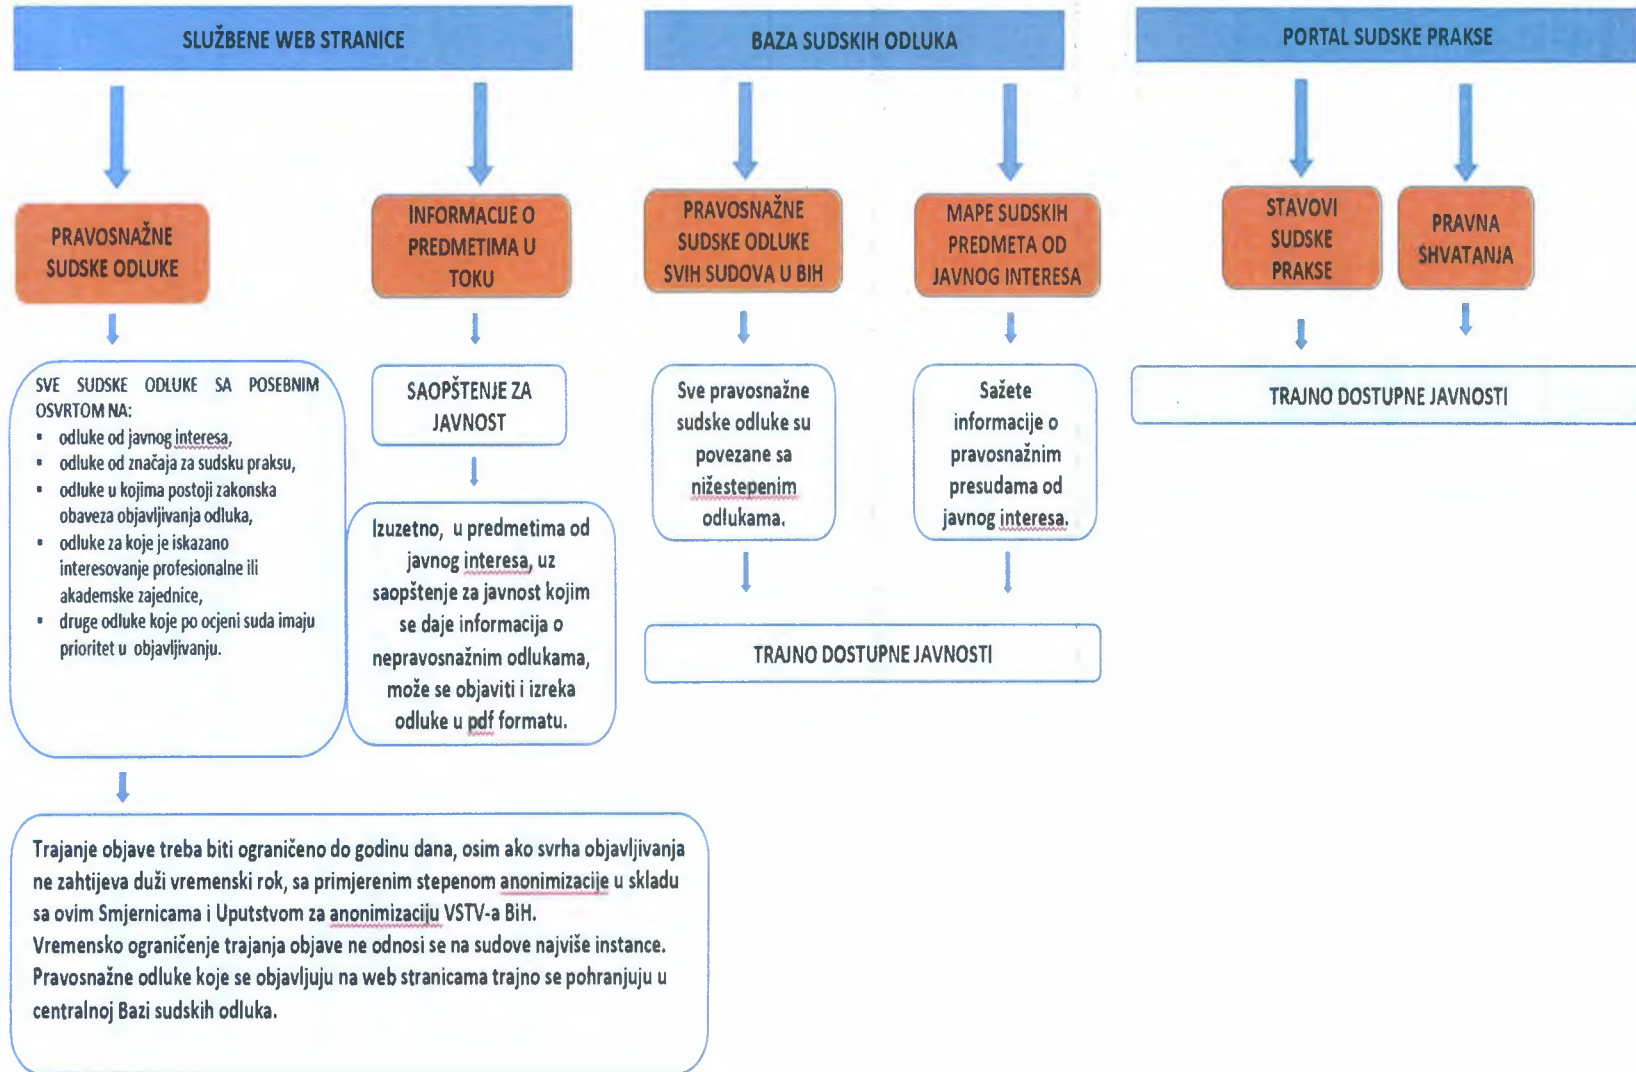 SLUŽBENE WEB STRANICE
PRAVOSNAŽNE
SUDSKE ODLUKE
SVE SUDSKE ODLUKE SA POSEBNIM
OSVRTOM NA:
▪ odluke od javnog interesa,
▪ odluke od značaja za sudsku praksu,
▪ odluke u kojima postoji zakonska
obaveza objavljivanja odluka,
▪ odluke za koje je iskazano
interesovanje profesionalne ili
akademske zajednice,
▪ druge odluke koje po ocjeni suda imaju
prioritet u objavljivanju.
Trajanje objave treba biti ograničeno do godinu dana, osim ako svrha objavljivanja
ne zahtijeva duži vremenski rok, sa primjerenim stepenom anonimizacije u skladu
sa ovim Smjernicama i Uputstvom za anonimizaciju VSTV-a BiH.
Vremensko ograničenje trajanja objave ne odnosi se na sudove najviše instance.
Pravosnažne odluke koje se objavljuju na web stranicama trajno se pohranjuju u
centralnoj Bazi sudskih odluka.
INFORMACIJE O
PREDMETIMA U
TOKU
SAOPŠTENJE ZA
JAVNOST
Izuzetno, u predmetima od
javnog interesa, uz
saopštenje za javnost kojim
se daje informacija o
nepravosnažnim odlukama,
može se objaviti i izreka
odluke u pdf formatu.
BAZA SUDSKIH ODLUKA
PRAVOSNAŽNE
SUDSKE ODLUKE
SVIH SUDOVA U BIH
Sve pravosnažne
sudske odluke su
povezane sa
nižestepenim
odlukama.
MAPE SUDSKIH
PREDMETA OD
JAVNOG INTERESA
Sažete
informacije o
pravosnažnim
presudama od
javnog interesa.
TRAJNO DOSTUPNE JAVNOSTI
PORTAL SUDSKE PRAKSE
STAVOVI
SUDSKE
PRAKSE
PRAVNA
SHVATANJA
TRAJNO DOSTUPNE JAVNOSTI